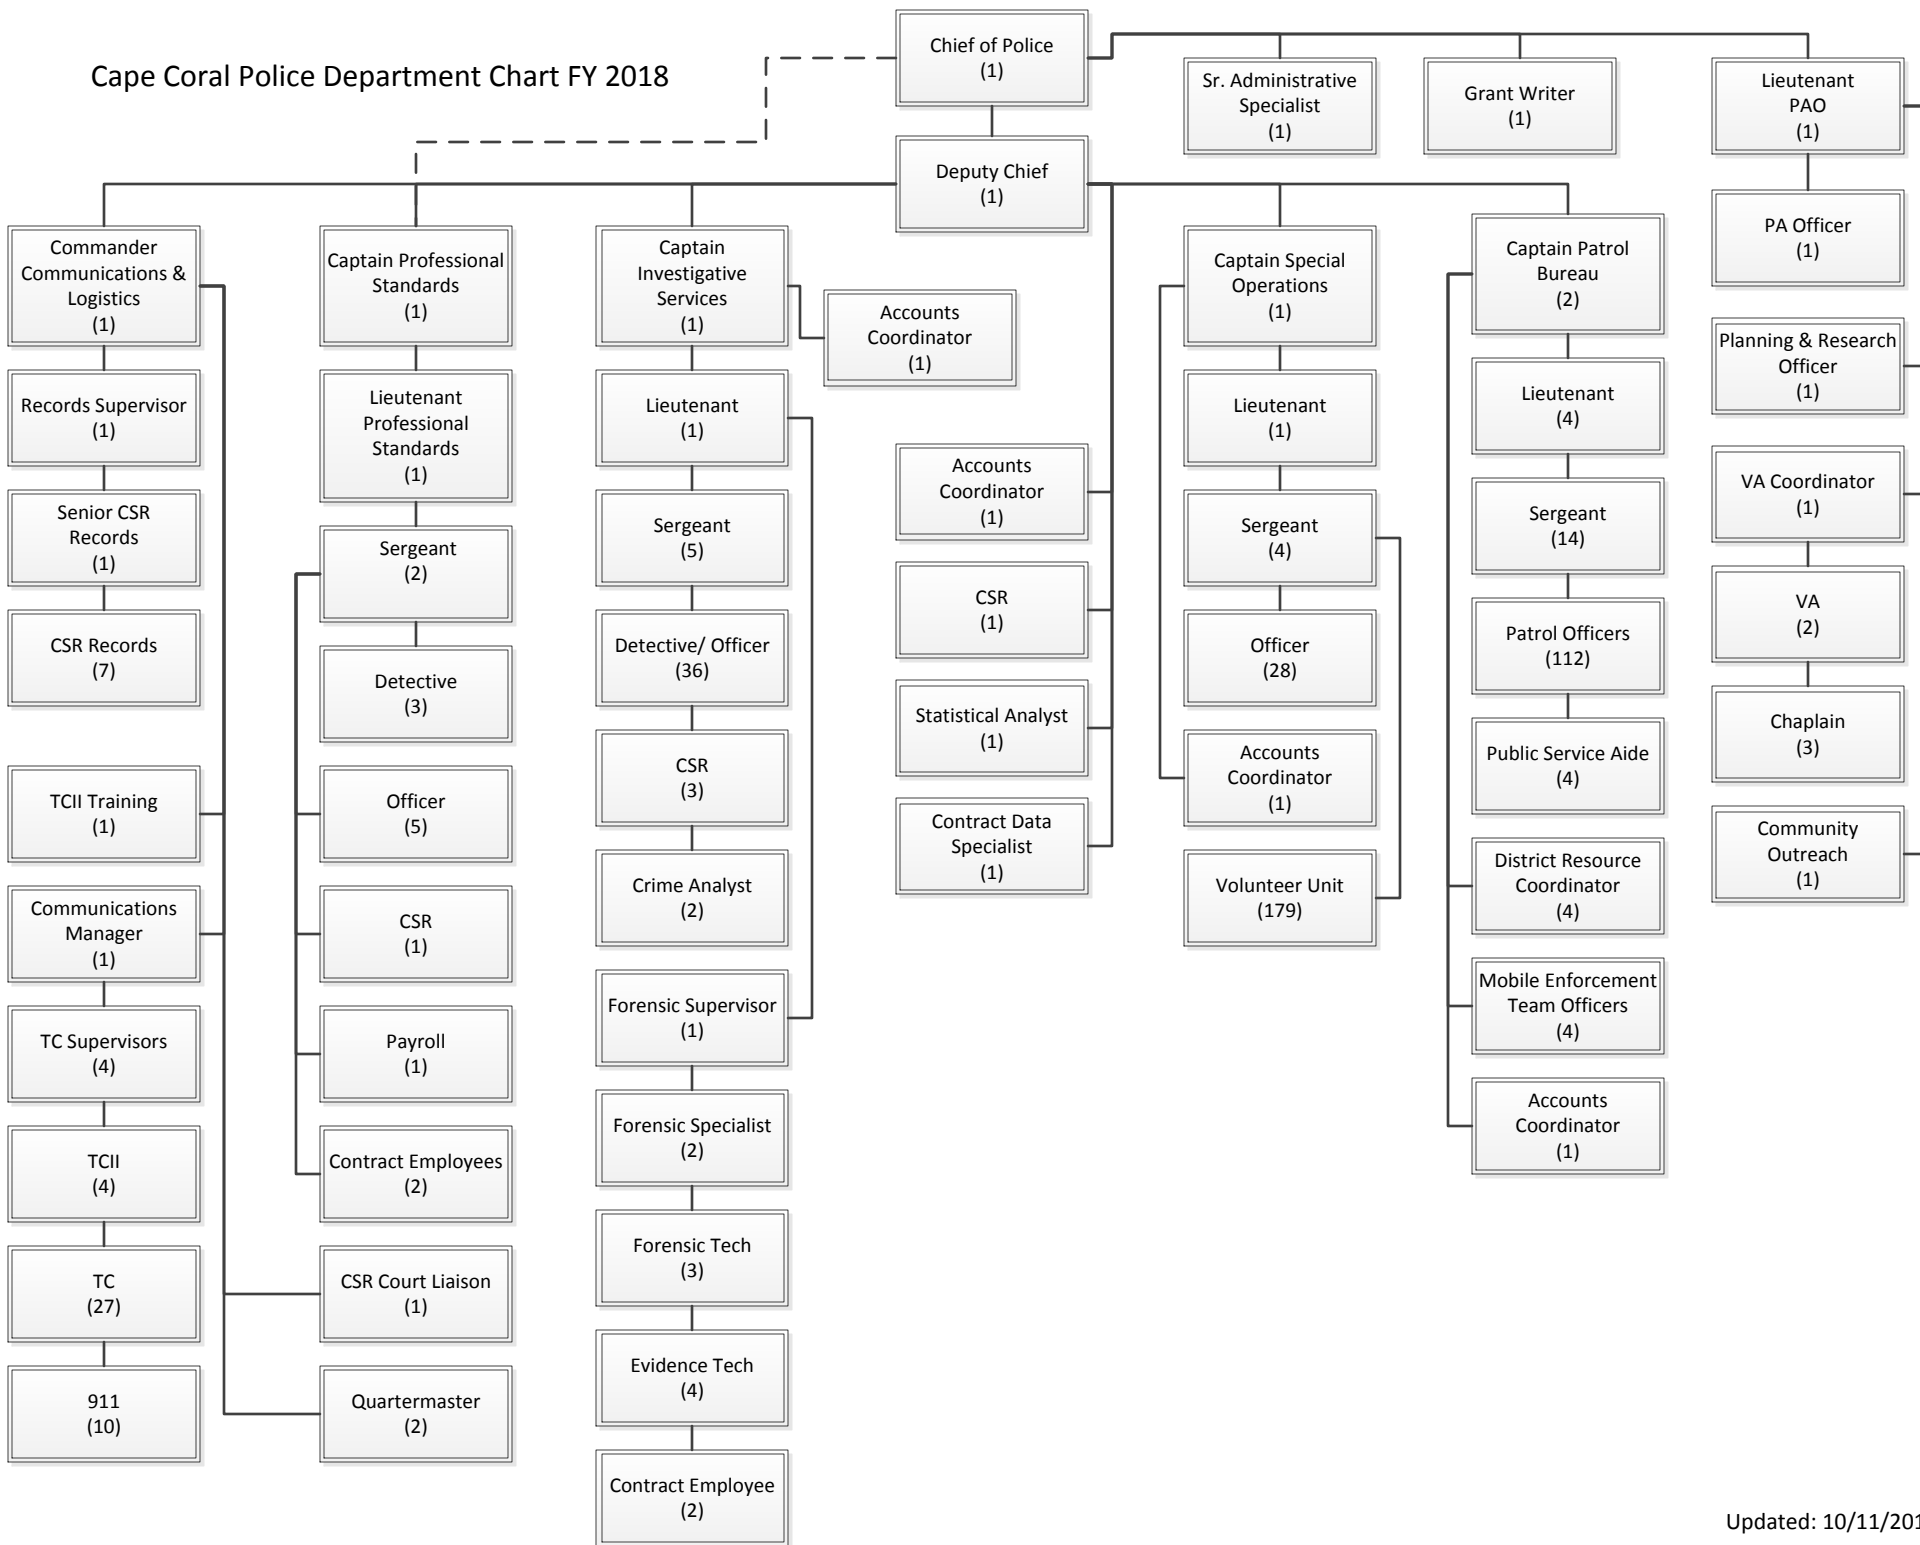 Cape Coral Police Department Chart FY 2018
Chief of Police
(1)
Sr. Administrative
Specialist
(1)
Grant Writer
(1)
Lieutenant
PAO
(1)
Deputy Chief
(1)
PA Officer
(1)
Planning & Research
Officer
(1)
VA Coordinator
(1)
VA
(2)
Chaplain
(3)
Community
Outreach
(1)
Commander
Communications &
Logistics
(1)
Records Supervisor
(1)
Senior CSR
Records
(1)
CSR Records
(7)
TCII Training
(1)
Communications
Manager
(1)
TC Supervisors
(4)
TCII
(4)
TC
(27)
911
(10)
Captain Professional
Standards
(1)
Lieutenant
Professional
Standards
(1)
Sergeant
(2)
Detective
(3)
Officer
(5)
CSR
(1)
Payroll
(1)
Contract Employees
(2)
CSR Court Liaison
(1)
Quartermaster
(2)
Captain
Investigative
Services
(1)
Accounts
Coordinator
(1)
Lieutenant
(1)
Sergeant
(5)
Detective/ Officer
(36)
CSR
(3)
Crime Analyst
(2)
Forensic Supervisor
(1)
Forensic Specialist
(2)
Forensic Tech
(3)
Evidence Tech
(4)
Contract Employee
(2)
Accounts
Coordinator
(1)
CSR
(1)
Statistical Analyst
(1)
Contract Data
Specialist
(1)
Captain Special
Operations
(1)
Lieutenant
(1)
Sergeant
(4)
Officer
(28)
Accounts
Coordinator
(1)
Volunteer Unit
(179)
Captain Patrol
Bureau
(2)
Lieutenant
(4)
Sergeant
(14)
Patrol Officers
(112)
Public Service Aide
(4)
District Resource
Coordinator
(4)
Mobile Enforcement
Team Officers
(4)
Accounts
Coordinator
(1)
Updated: 10/11/201